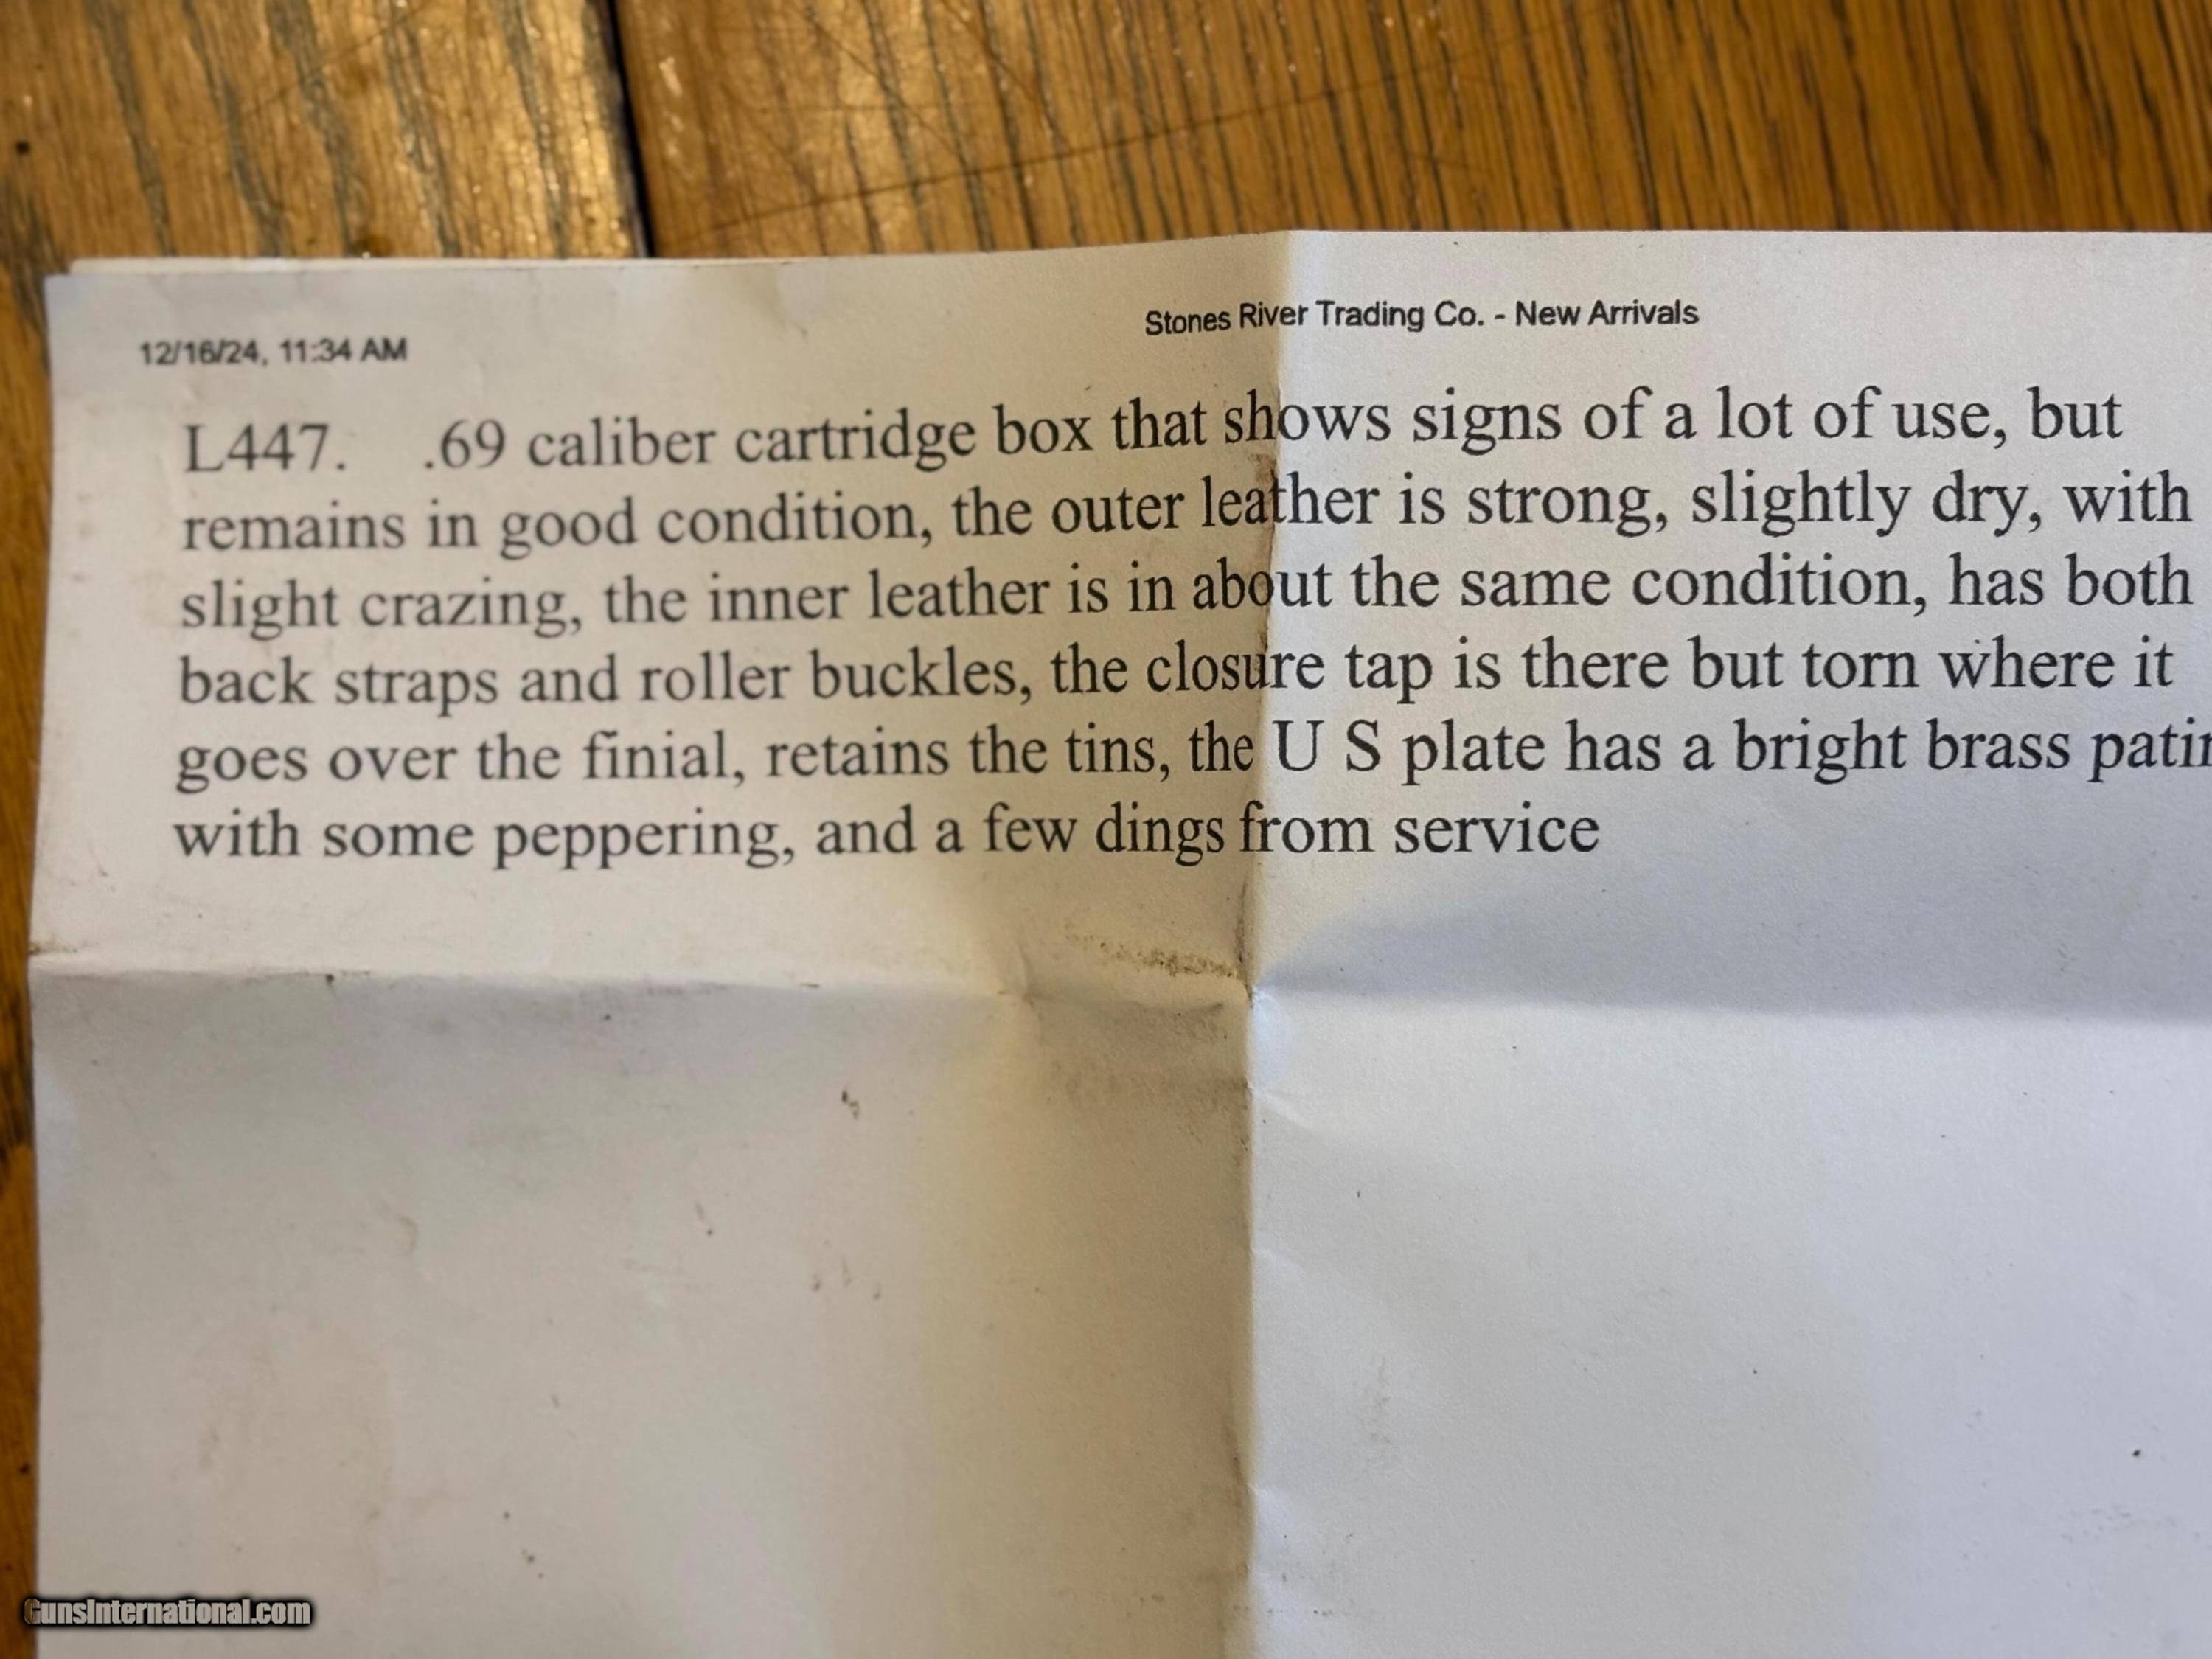 Stones River Trading Co. - New Arrivals
12/16/24, 11:34 AM
L447. .69 caliber cartridge box that shows signs of a lot of use, but
remains in good condition, the outer leather is strong, slightly dry, with
slight crazing, the inner leather is in about the same condition, has both
back straps and roller buckles, the closure tap is there but torn where it
goes over the finial, retains the tins, the U S plate has a bright brass patin
with some peppering, and a few dings from service
GunsInternational.com